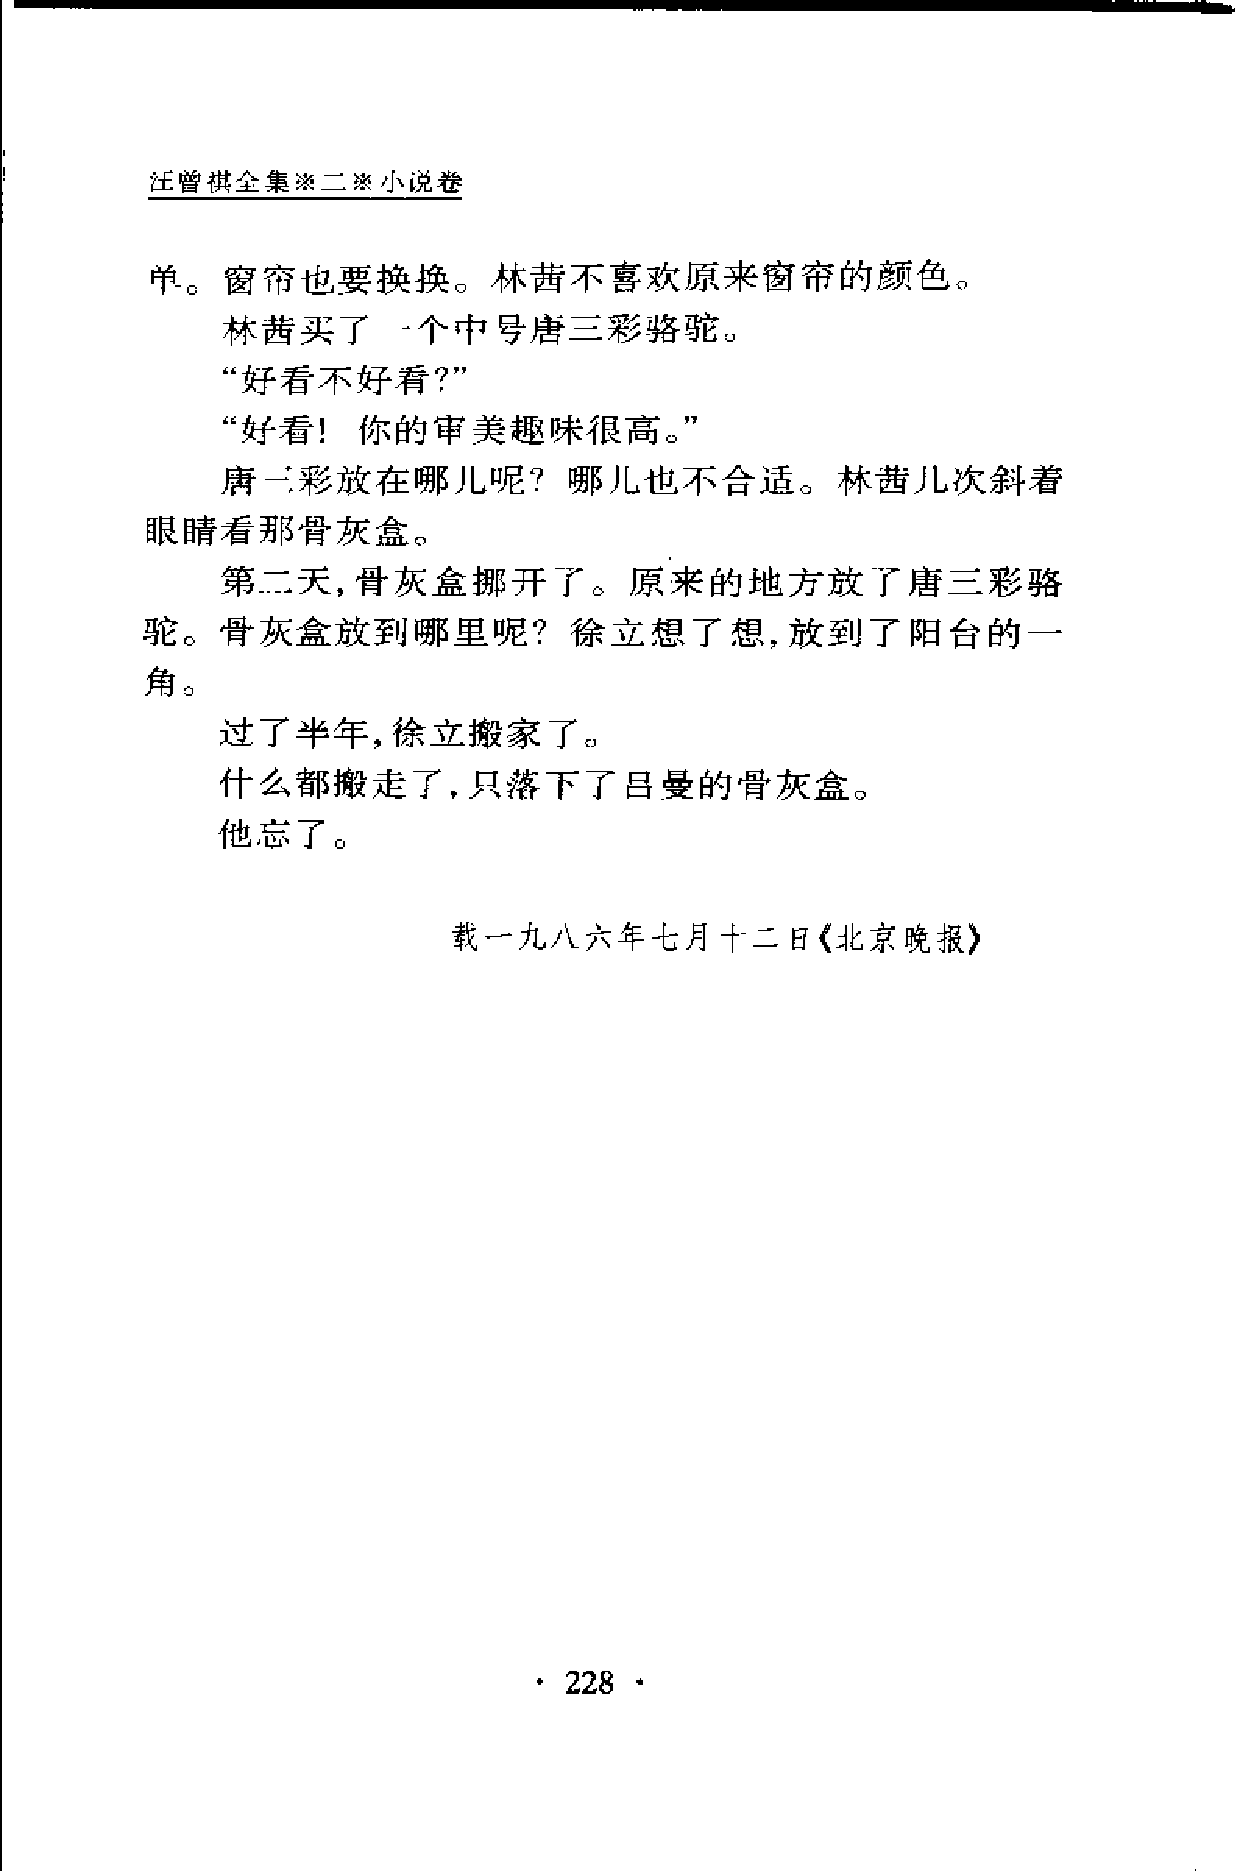 汪曾祺全集※二※小说卷
单。窗帘也要换换。林茜不喜欢原来窗帘的颜色。
林茜买了一个中号唐三彩骆驼。
“好看不好看?”
“好看! 你的审美趣味很高。”
唐三彩放在哪儿呢? 哪儿也不合适。林茜几次斜着
眼睛看那骨灰盒。
第二天,骨灰盒挪开了。原来的地方放了唐三彩骆
驼。骨灰盒放到哪里呢? 徐立想了想,放到了阳台的一
角。
过了半年,徐立搬家了。
什么都搬走了,只落下了吕曼的骨灰盒。
他忘了。
载一九八六年七月十二日《北京晚报》
· 228 ·